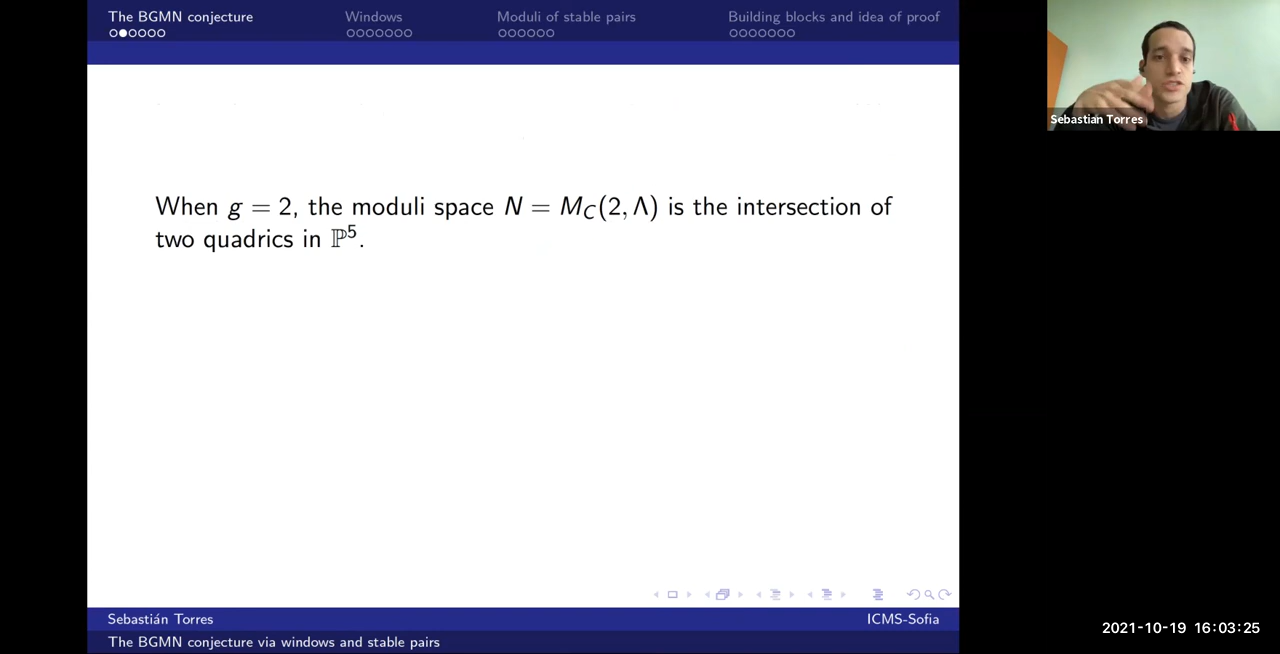 The BGMN conjecture Windows Moduli of stable pairs Building blocks and idea of proof
Sebastián Torres
When g = 2, the moduli space N = M_C(2, Λ) is the intersection of
two quadrics in ℙ⁵.
Sebastián Torres ICMS-Sofia
The BGMN conjecture via windows and stable pairs
2021-10-19 16:03:25